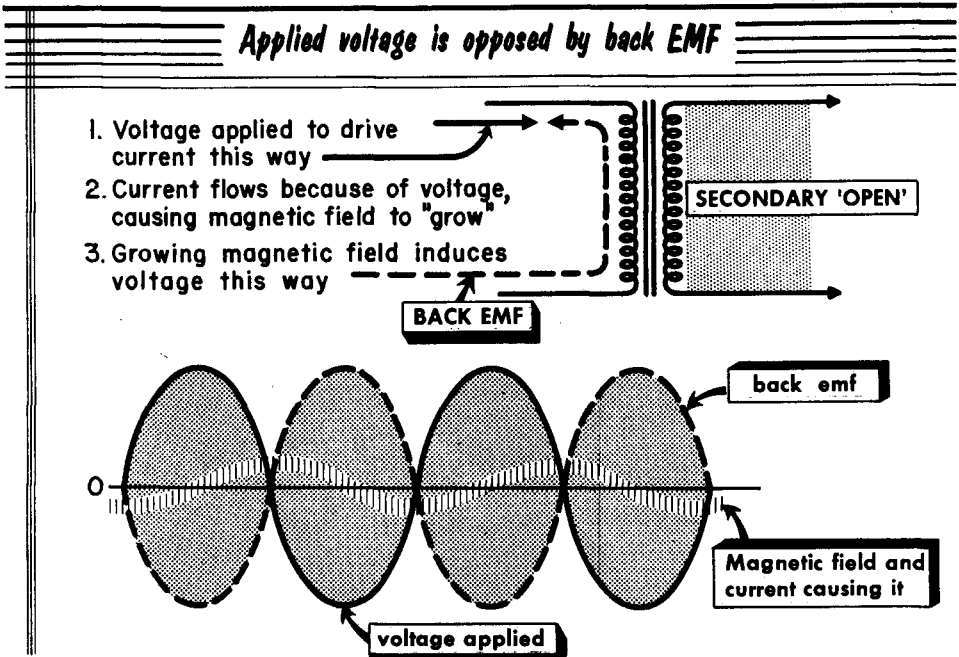 Applied voltage is opposed by back EMF
1. Voltage applied to drive
current this way
2. Current flows because of voltage,
causing magnetic field to "grow"
3. Growing magnetic field induces
voltage this way
BACK EMF
SECONDARY 'OPEN'
back emf
O
Magnetic field and
current causing it
voltage applied